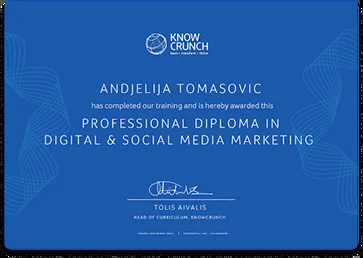 KNOW
CRUNCH
ANDJELIJA TOMASOVIC
has completed our training and is hereby awarded this
PROFESSIONAL DIPLOMA IN
DIGITAL & SOCIAL MEDIA MARKETING
TOLIS AIVALIS
HEAD OF CURRICULUM, KNOWCRUNCH